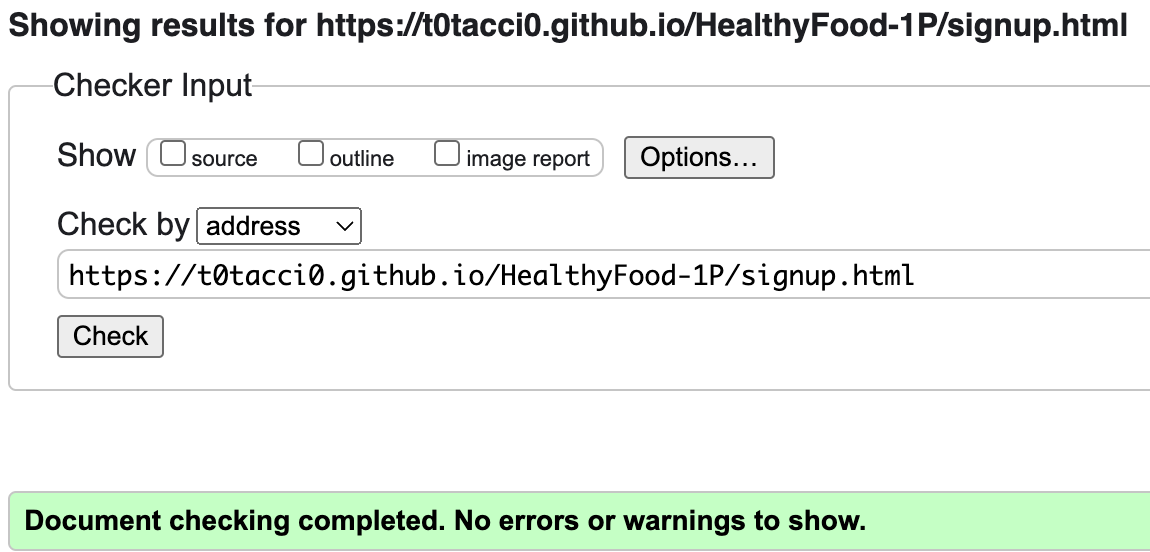 Showing results for https://t0tacci0.github.io/HealthyFood-1P/signup.html
Checker Input
Show source outline image report Options…
Check by address
https://t0tacci0.github.io/HealthyFood-1P/signup.html
Check
Document checking completed. No errors or warnings to show.